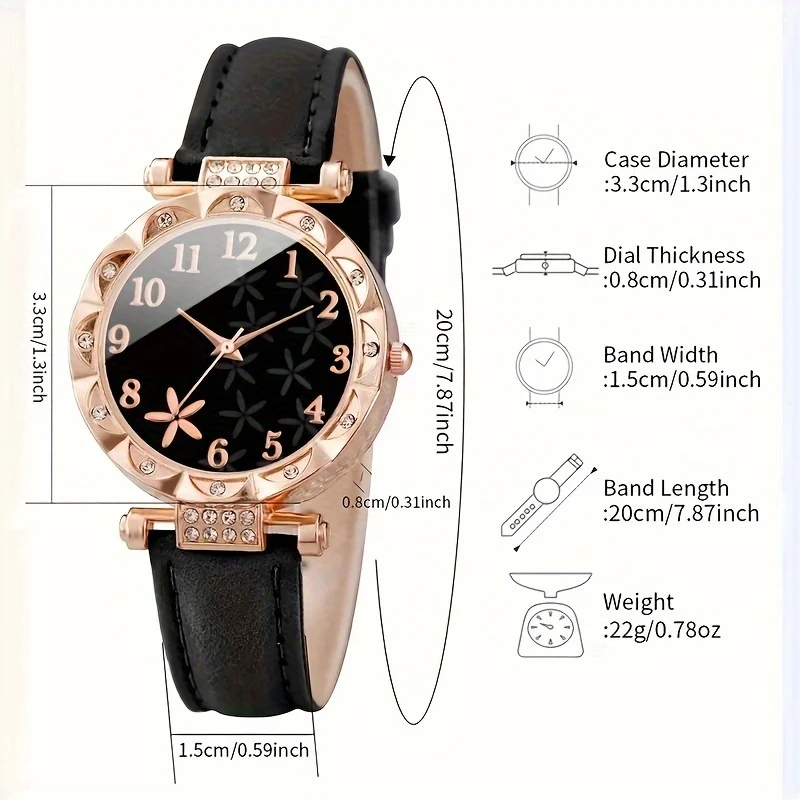 12
11
1
10
2
9
3
8
4
6
5
3.3cm/1.3inch
20cm/7.87inch
0.8cm/0.31inch
1.5cm/0.59inch
Case Diameter
:3.3cm/1.3inch
Dial Thickness
:0.8cm/0.31inch
Band Width
:1.5cm/0.59inch
Band Length
:20cm/7.87inch
Weight
:22g/0.78oz